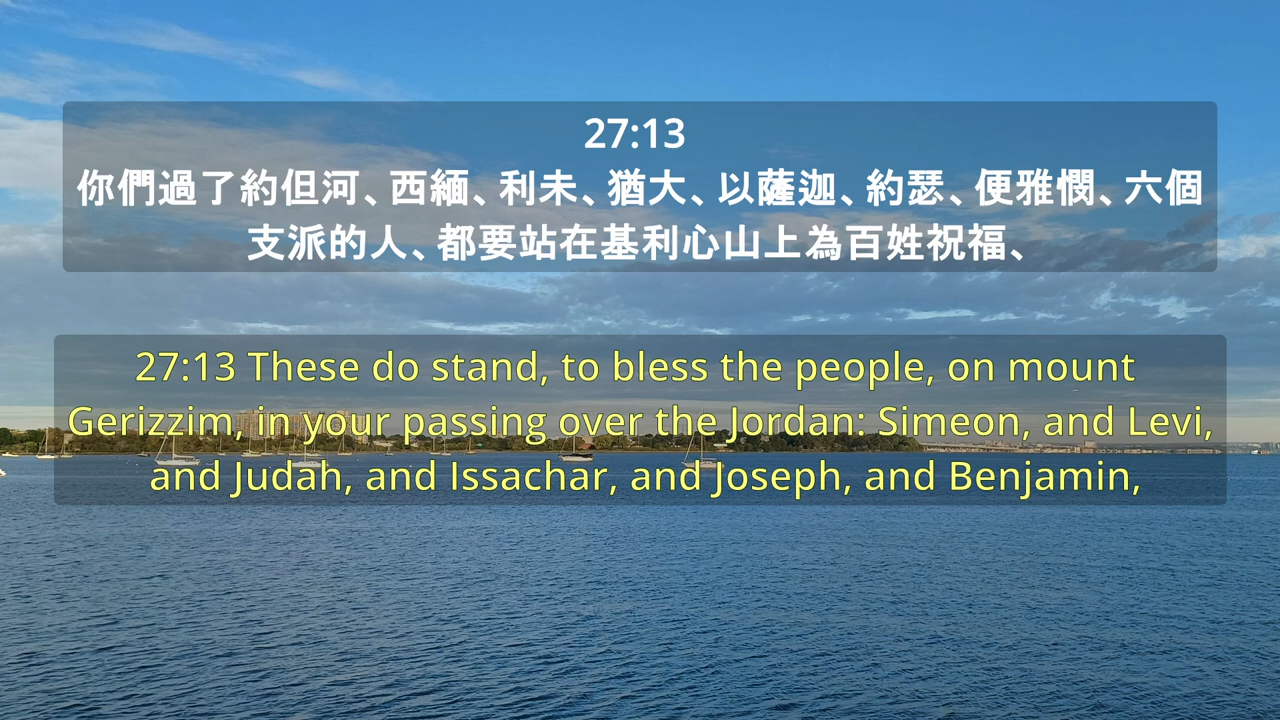 27:13
你們過了約但河、西緬、利未、猶大、以薩迦、約瑟、便雅憫、六個
支派的人、都要站在基利心山上為百姓祝福、
27:13 These do stand, to bless the people, on mount
Gerizzim, in your passing over the Jordan: Simeon, and Levi,
and Judah, and Issachar, and Joseph, and Benjamin,